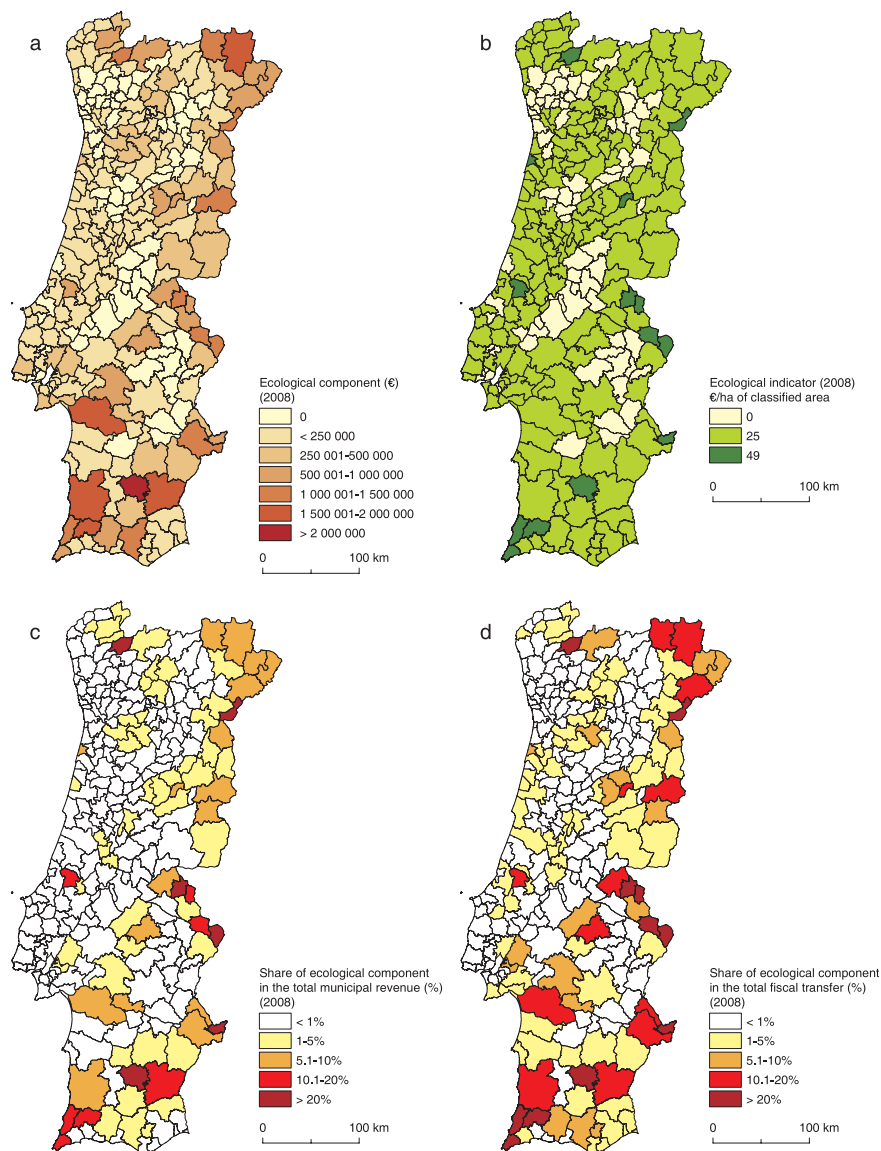 a
Ecological component (€)
(2008)
0
< 250 000
250 001-500 000
500 001-1 000 000
1 000 001-1 500 000
1 500 001-2 000 000
> 2 000 000
0 100 km
b
Ecological indicator (2008)
€/ha of classified area
0
25
49
0 100 km
c
Share of ecological component
in the total municipal revenue (%)
(2008)
< 1%
1-5%
5.1-10%
10.1-20%
> 20%
0 100 km
d
Share of ecological component
in the total fiscal transfer (%)
(2008)
< 1%
1-5%
5.1-10%
10.1-20%
> 20%
0 100 km